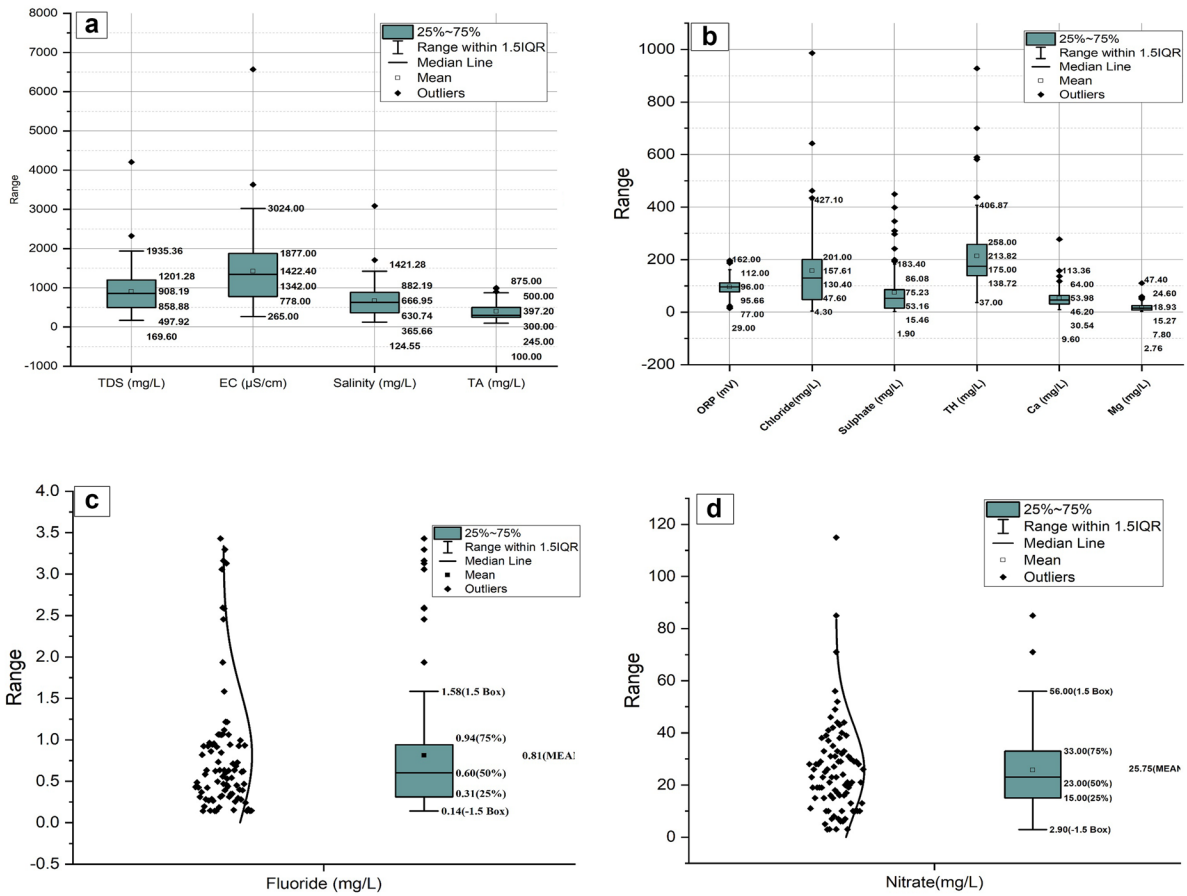 a
25%~75%
Range within 1.5IQR
Median Line
Mean
Outliers
8000
7000
6000
5000
4000
3000
2000
1000
0
-1000
Range
1935.36
1201.28
908.19
858.88
497.92
169.60
3024.00
1877.00
1422.40
1342.00
778.00
265.00
1421.28
882.19
666.95
630.74
365.66
124.55
875.00
500.00
397.20
300.00
245.00
100.00
TDS (mg/L)
EC (µS/cm)
Salinity (mg/L)
TA (mg/L)
b
25%~75%
Range within 1.5IQR
Median Line
Mean
Outliers
1000
800
600
400
200
0
-200
Range
162.00
112.00
96.00
95.66
77.00
29.00
427.10
201.00
157.61
130.40
47.60
4.30
183.40
86.08
75.23
53.16
15.46
1.90
406.87
258.00
213.82
175.00
138.72
37.00
113.36
64.00
53.98
46.20
30.54
9.60
47.40
24.60
18.93
15.27
7.80
2.76
ORP (mV)
Chloride(mg/L)
Sulphate (mg/L)
TH (mg/L)
Ca (mg/L)
Mg (mg/L)
c
25%~75%
Range within 1.5IQR
Median Line
Mean
Outliers
4.0
3.5
3.0
2.5
2.0
1.5
1.0
0.5
0.0
-0.5
Range
1.58(1.5 Box)
0.94(75%)
0.81(MEAN
0.60(50%)
0.31(25%)
0.14(-1.5 Box)
Fluoride (mg/L)
d
25%~75%
Range within 1.5IQR
Median Line
Mean
Outliers
120
100
80
60
40
20
0
Range
56.00(1.5 Box)
33.00(75%)
25.75(MEAN
23.00(50%)
15.00(25%)
2.90(-1.5 Box)
Nitrate(mg/L)